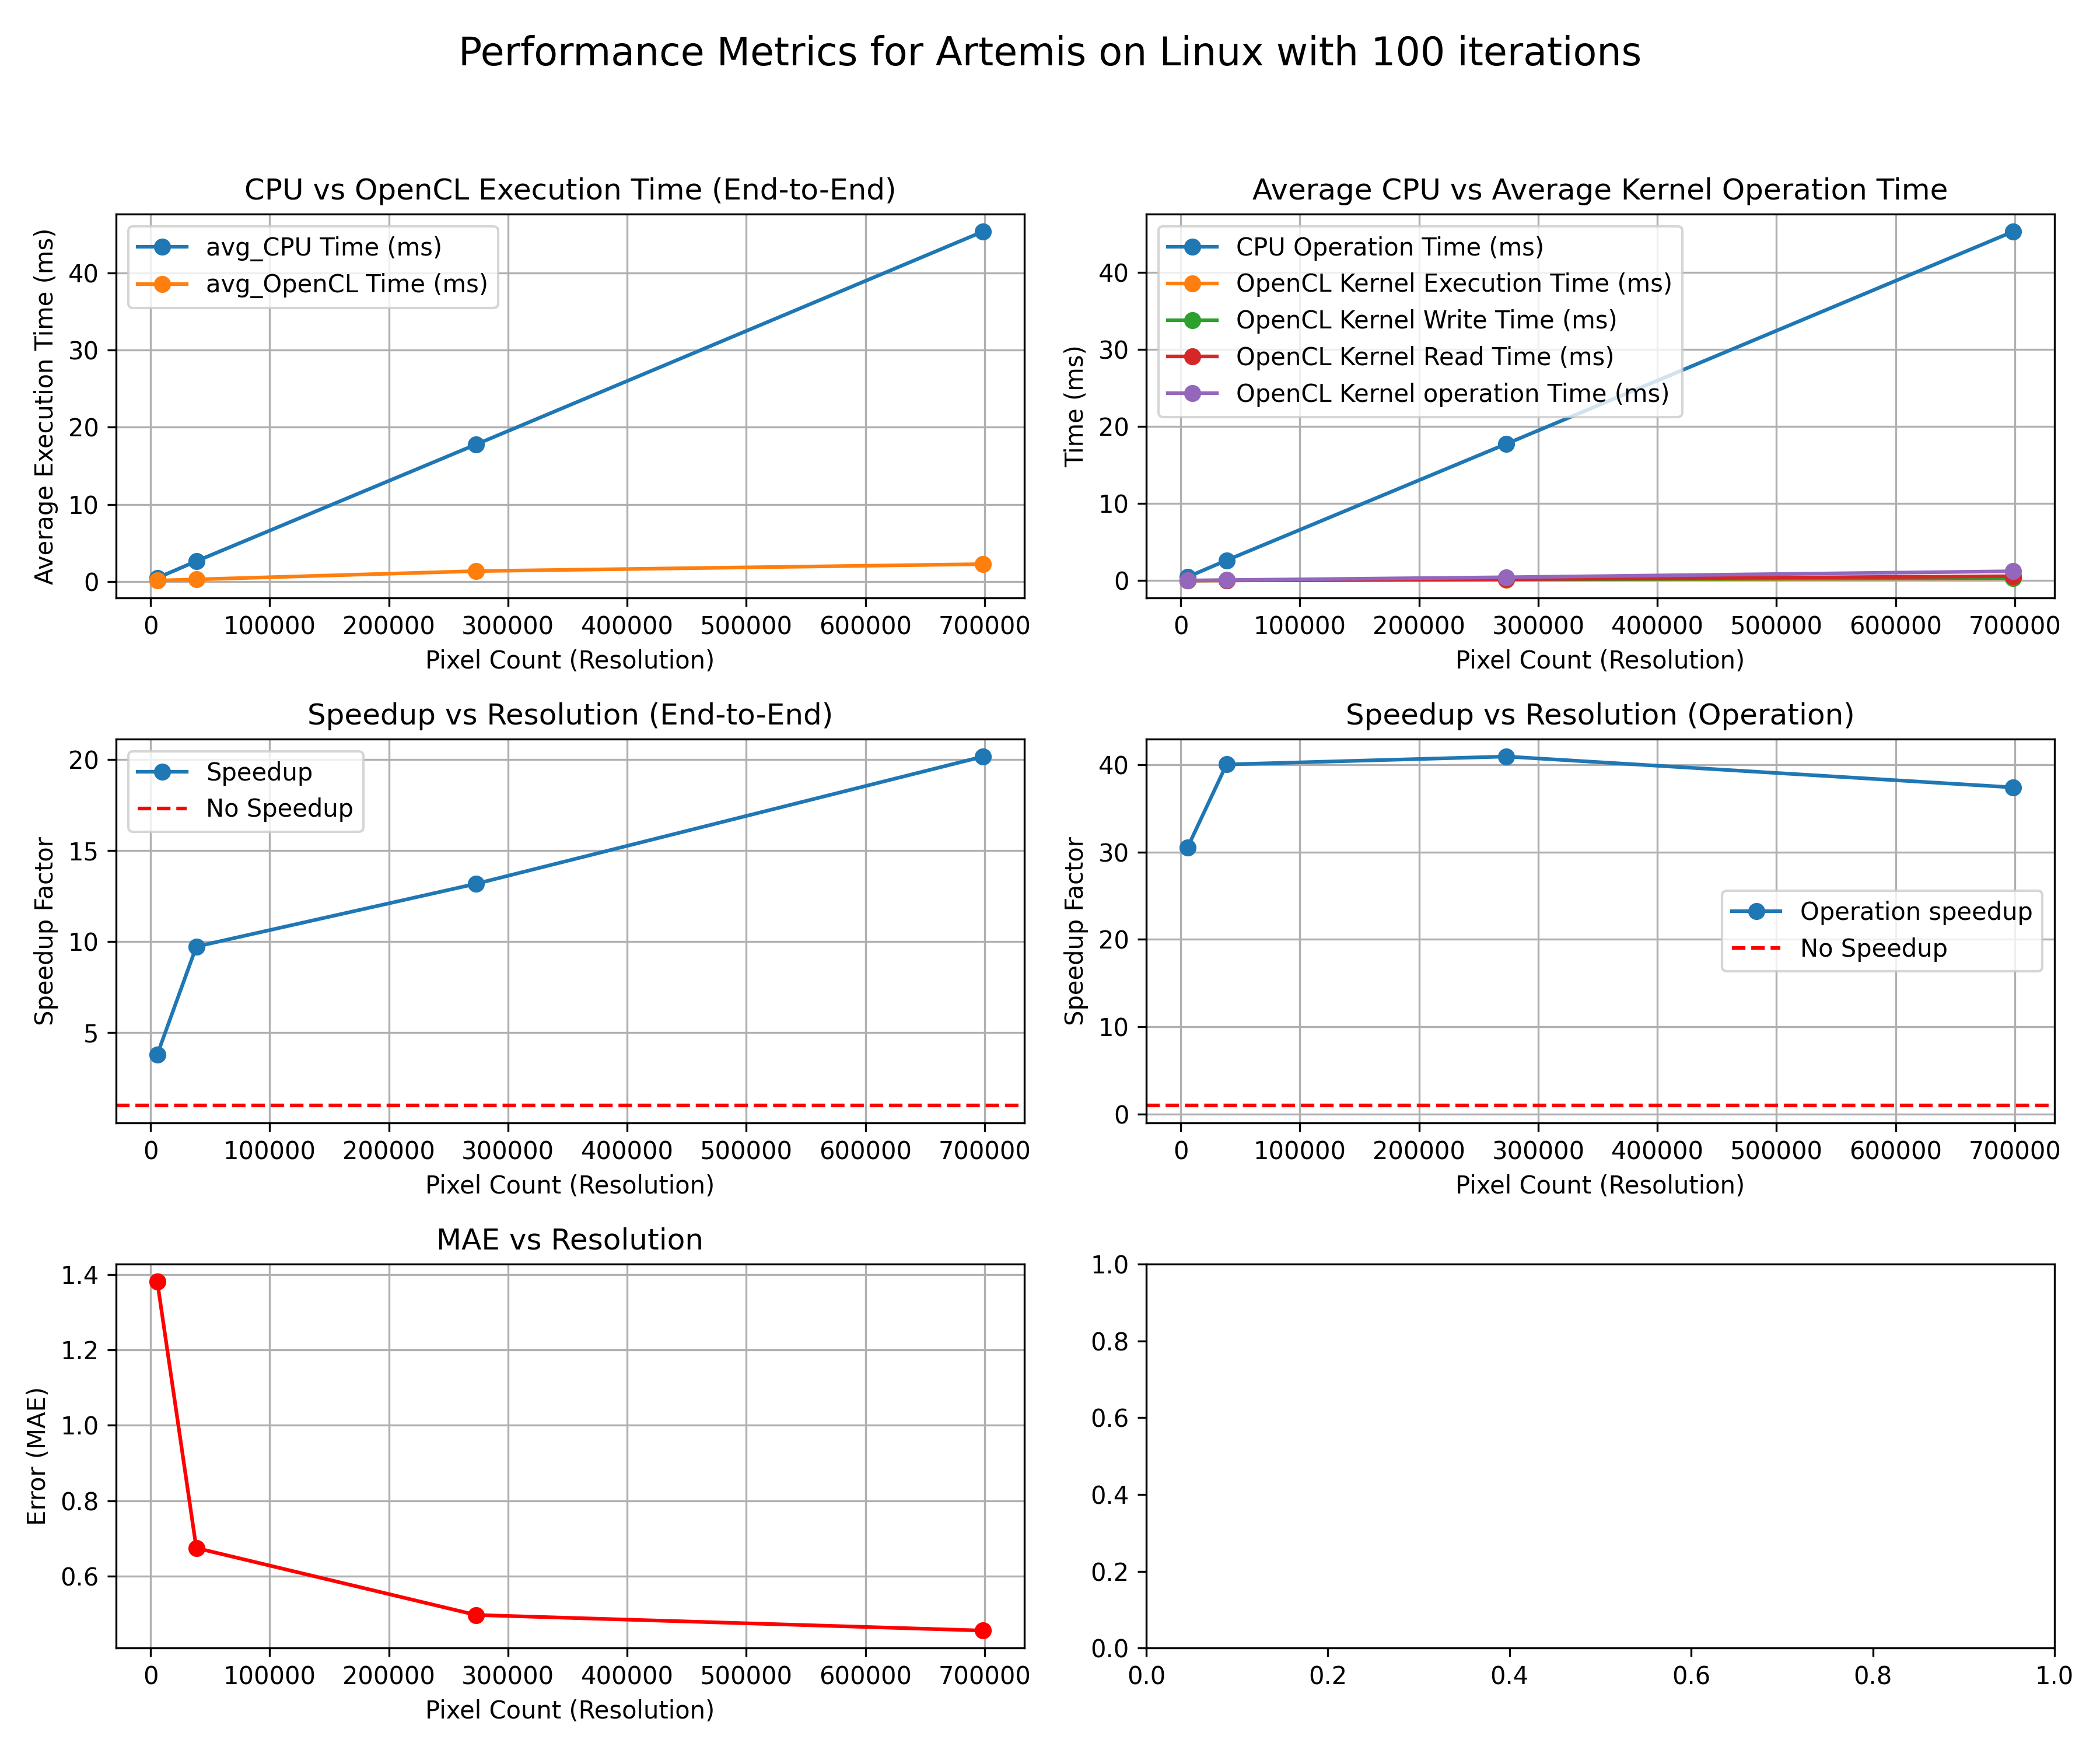 Performance Metrics for Artemis on Linux with 100 iterations
CPU vs OpenCL Execution Time (End-to-End)
Average Execution Time (ms)
40
30
20
10
0
avg_CPU Time (ms)
avg_OpenCL Time (ms)
0 100000 200000 300000 400000 500000 600000 700000
Pixel Count (Resolution)
Average CPU vs Average Kernel Operation Time
Time (ms)
40
30
20
10
0
CPU Operation Time (ms)
OpenCL Kernel Execution Time (ms)
OpenCL Kernel Write Time (ms)
OpenCL Kernel Read Time (ms)
OpenCL Kernel operation Time (ms)
0 100000 200000 300000 400000 500000 600000 700000
Pixel Count (Resolution)
Speedup vs Resolution (End-to-End)
Speedup Factor
20
15
10
5
Speedup
No Speedup
0 100000 200000 300000 400000 500000 600000 700000
Pixel Count (Resolution)
Speedup vs Resolution (Operation)
Speedup Factor
40
30
20
10
0
Operation speedup
No Speedup
0 100000 200000 300000 400000 500000 600000 700000
Pixel Count (Resolution)
MAE vs Resolution
Error (MAE)
1.4
1.2
1.0
0.8
0.6
0 100000 200000 300000 400000 500000 600000 700000
Pixel Count (Resolution)
1.0
0.8
0.6
0.4
0.2
0.0
0.0 0.2 0.4 0.6 0.8 1.0